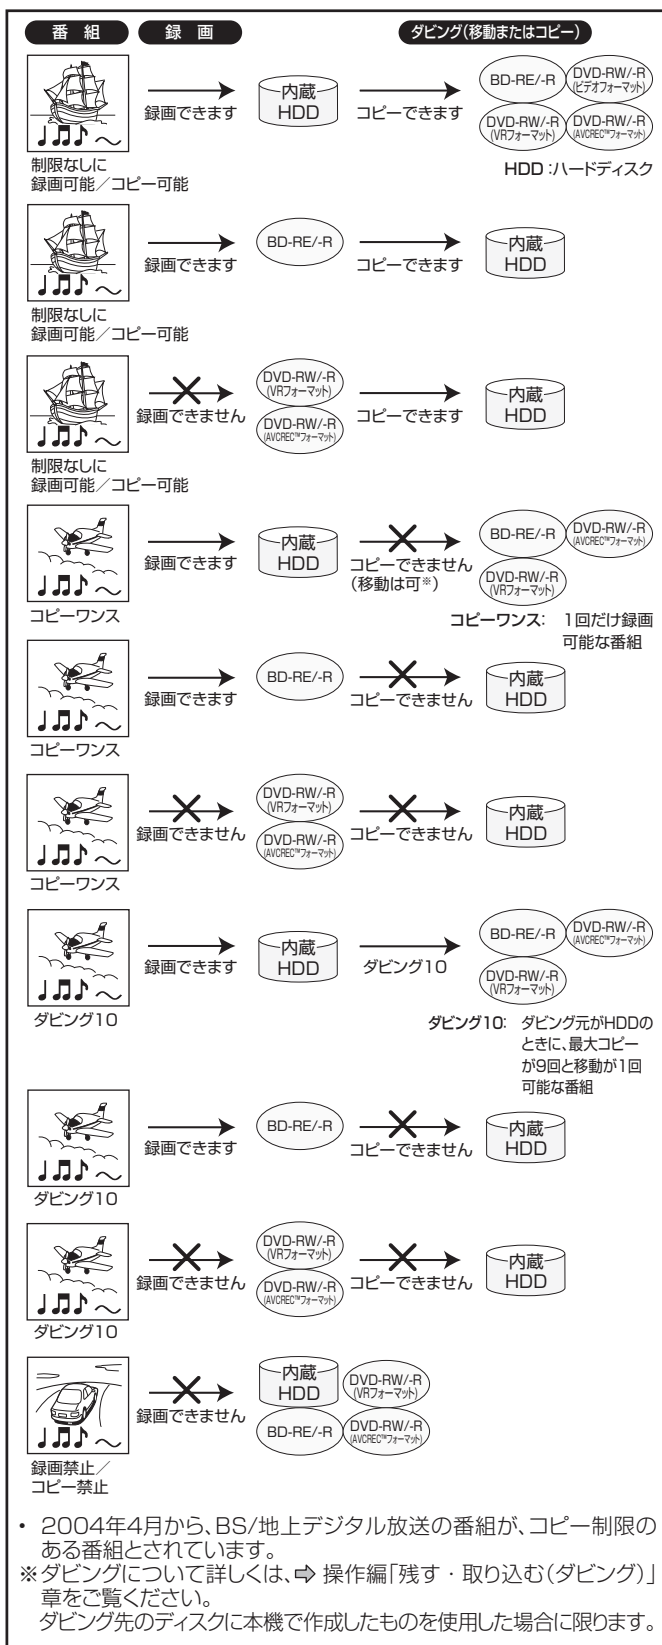 番 組 録 画 ダビング(移動またはコピー)
録画できます
内蔵
HDD
コピーできます
BD-RE/-R
DVD-RW/-R
(ビデオフォーマット)
DVD-RW/-R
(VRフォーマット)
DVD-RW/-R
(AVCREC™フォーマット)
制限なしに
録画可能／コピー可能
HDD：ハードディスク
録画できます
BD-RE/-R
コピーできます
内蔵
HDD
制限なしに
録画可能／コピー可能
録画できません
DVD-RW/-R
(VRフォーマット)
DVD-RW/-R
(AVCREC™フォーマット)
コピーできます
内蔵
HDD
制限なしに
録画可能／コピー可能
録画できます
内蔵
HDD
コピーできません
(移動は可※)
BD-RE/-R
DVD-RW/-R
(AVCREC™フォーマット)
DVD-RW/-R
(VRフォーマット)
コピーワンス
コピーワンス： 1回だけ録画
可能な番組
録画できます
BD-RE/-R
コピーできません
内蔵
HDD
コピーワンス
録画できません
DVD-RW/-R
(VRフォーマット)
DVD-RW/-R
(AVCREC™フォーマット)
コピーできません
内蔵
HDD
コピーワンス
録画できます
内蔵
HDD
ダビング10
BD-RE/-R
DVD-RW/-R
(AVCREC™フォーマット)
DVD-RW/-R
(VRフォーマット)
ダビング10
ダビング10： ダビング元がHDDの
ときに、最大コピー
が9回と移動が1回
可能な番組
録画できます
BD-RE/-R
コピーできません
内蔵
HDD
ダビング10
録画できません
DVD-RW/-R
(VRフォーマット)
DVD-RW/-R
(AVCREC™フォーマット)
コピーできません
内蔵
HDD
ダビング10
録画できません
内蔵
HDD
DVD-RW/-R
(VRフォーマット)
BD-RE/-R
DVD-RW/-R
(AVCREC™フォーマット)
録画禁止／
コピー禁止
・ 2004年4月から、BS/地上デジタル放送の番組が、コピー制限の
ある番組とされています。
※ダビングについて詳しくは、⇨ 操作編「残す・取り込む(ダビング)」
章をご覧ください。
ダビング先のディスクに本機で作成したものを使用した場合に限ります。